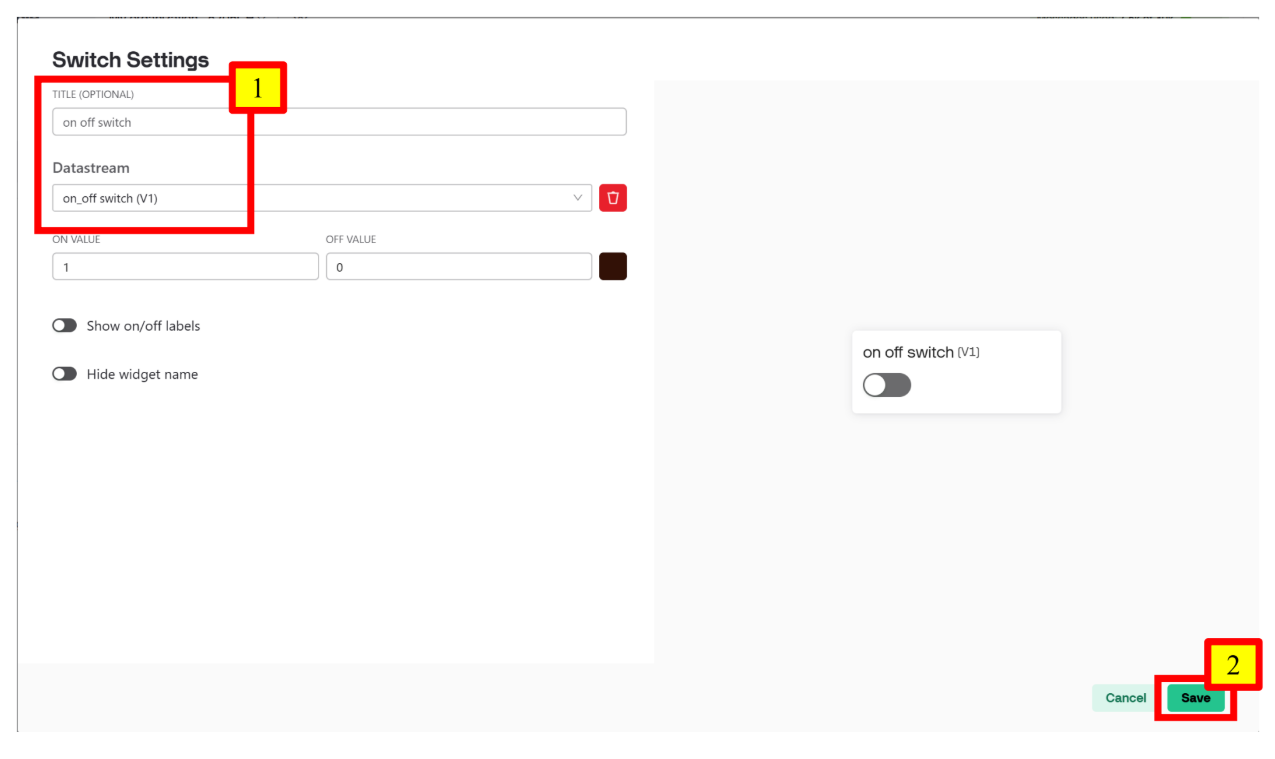 Switch Settings
1
TITLE (OPTIONAL)
on off switch
Datastream
on_off switch (V1)
ON VALUE OFF VALUE
1 0
Show on/off labels
Hide widget name
on off switch (V1)
2
Cancel Save